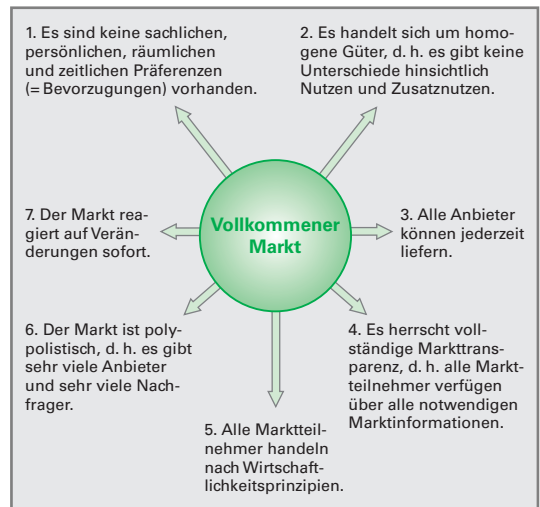 1. Es sind keine sachlichen,
persönlichen, räumlichen
und zeitlichen Präferenzen
(= Bevorzugungen) vorhanden.
2. Es handelt sich um homo-
gene Güter, d. h. es gibt keine
Unterschiede hinsichtlich
Nutzen und Zusatznutzen.
Vollkommener
Markt
3. Alle Anbieter
können jederzeit
liefern.
4. Es herrscht voll-
ständige Markttrans-
parenz, d. h. alle Markt-
teilnehmer verfügen
über alle notwendigen
Marktinformationen.
5. Alle Marktteil-
nehmer handeln
nach Wirtschaft-
lichkeitsprinzipien.
6. Der Markt ist poly-
polistisch, d. h. es gibt
sehr viele Anbieter
und sehr viele Nach-
frager.
7. Der Markt rea-
giert auf Verän-
derungen sofort.